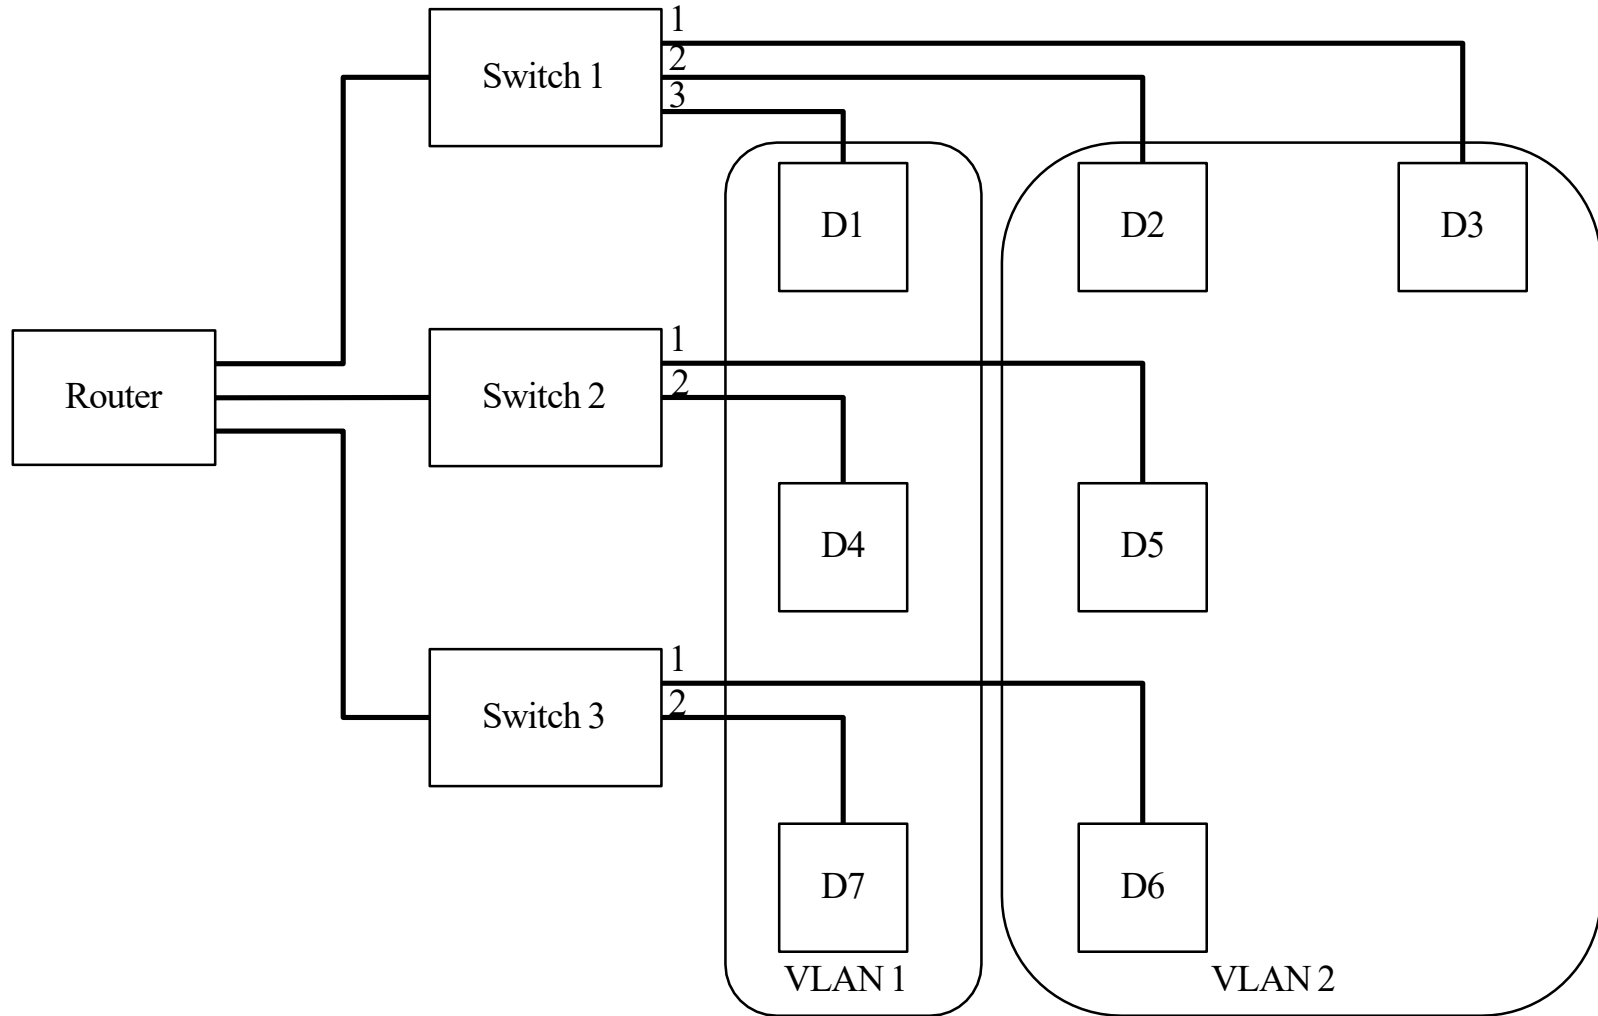 1
Switch 1
2
3
D1
D2
D3
1
Router
Switch 2
2
D4
D5
1
Switch 3
2
D7
D6
VLAN 1
VLAN 2